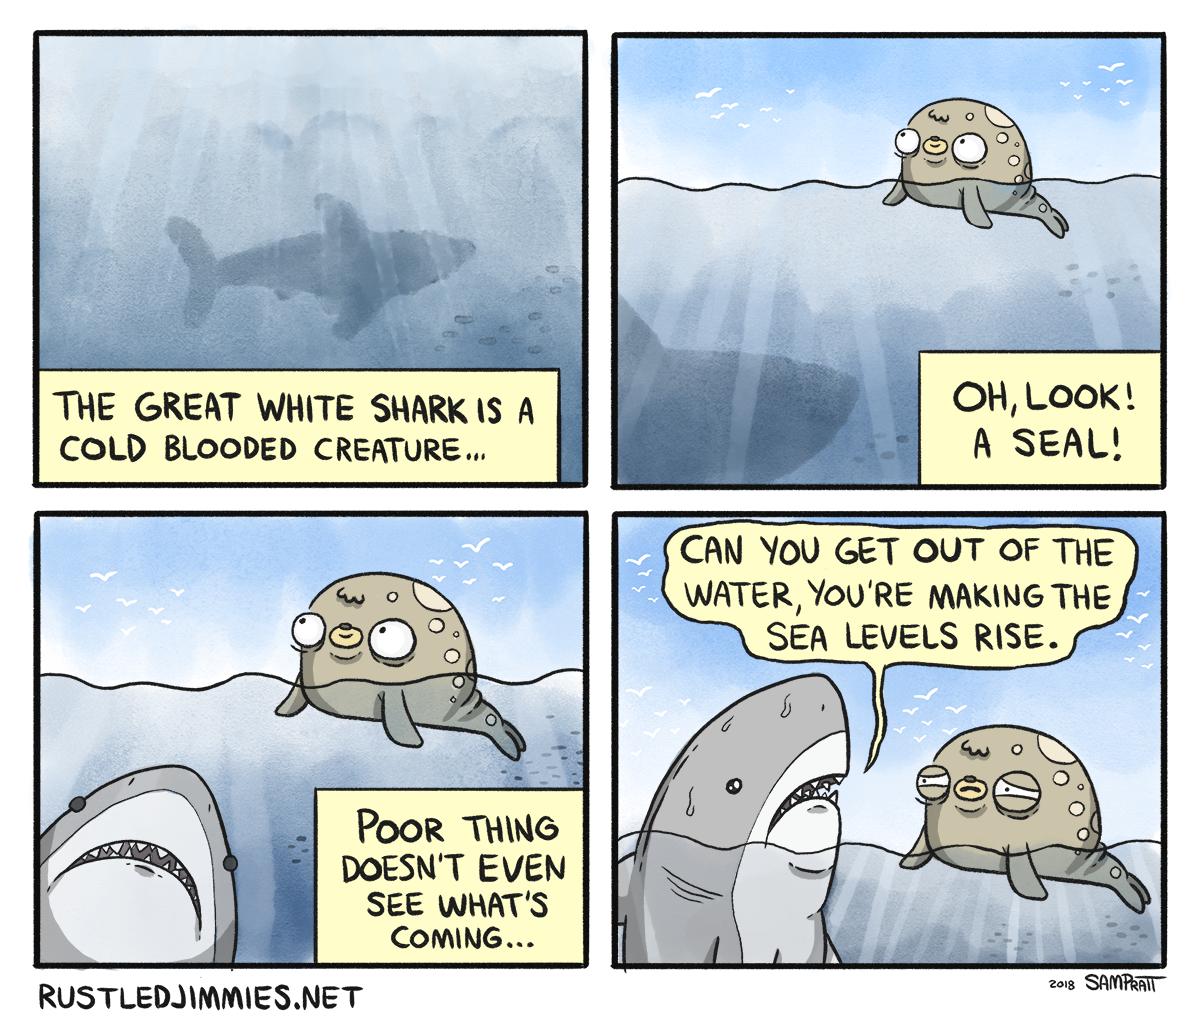 THE GREAT WHITE SHARK IS A
COLD BLOODED CREATURE...
OH, LOOK!
A SEAL!
POOR THING
DOESN'T EVEN
SEE WHAT'S
COMING...
CAN YOU GET OUT OF THE
WATER, YOU'RE MAKING THE
SEA LEVELS RISE.
RUSTLEDJIMMIES.NET
2018 SAMPRATT